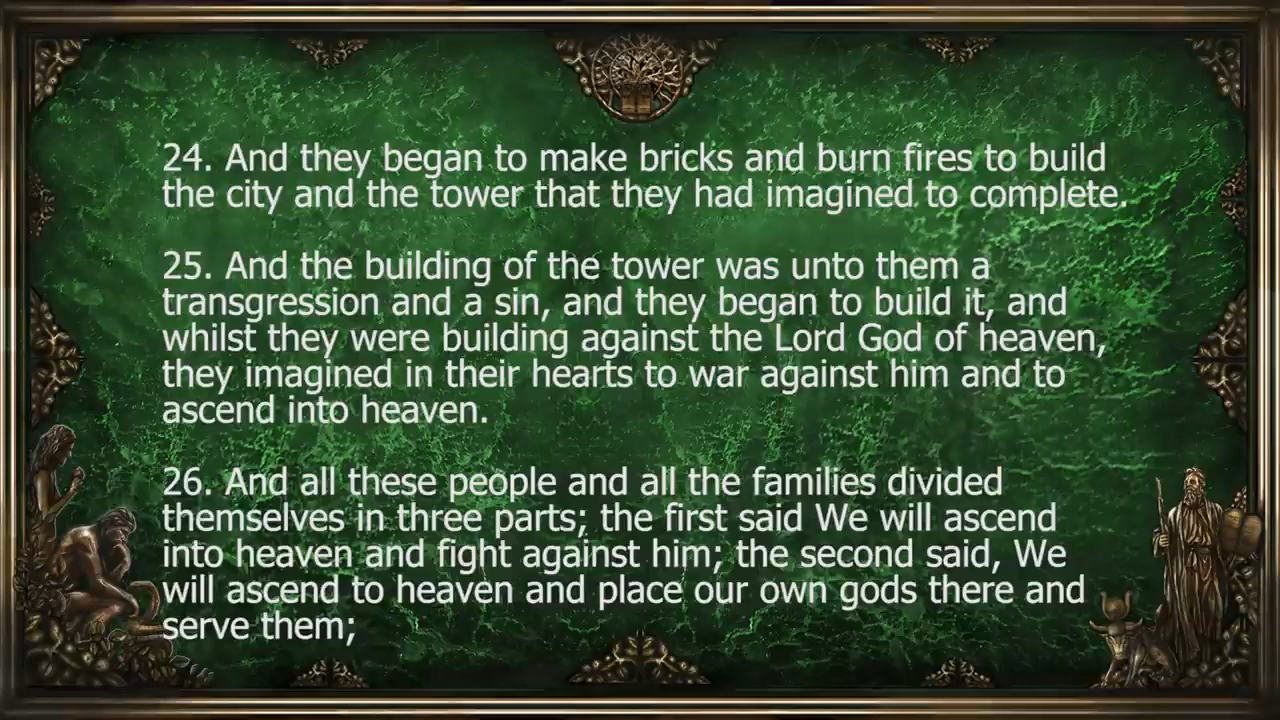 24. And they began to make bricks and burn fires to build
the city and the tower that they had imagined to complete.
25. And the building of the tower was unto them a
transgression and a sin, and they began to build it, and
whilst they were building against the Lord God of heaven,
they imagined in their hearts to war against him and to
ascend into heaven.
26. And all these people and all the families divided
themselves in three parts; the first said We will ascend
into heaven and fight against him; the second said, We
will ascend to heaven and place our own gods there and
serve them;